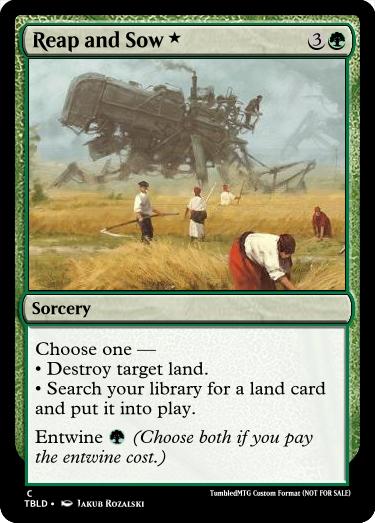 Reap and Sow ★ 3
Sorcery
Choose one —
• Destroy target land.
• Search your library for a land card
and put it into play.
Entwine (Choose both if you pay
the entwine cost.)
C
TBLD • Jakub Rozalski
TumbledMTG Custom Format (NOT FOR SALE)